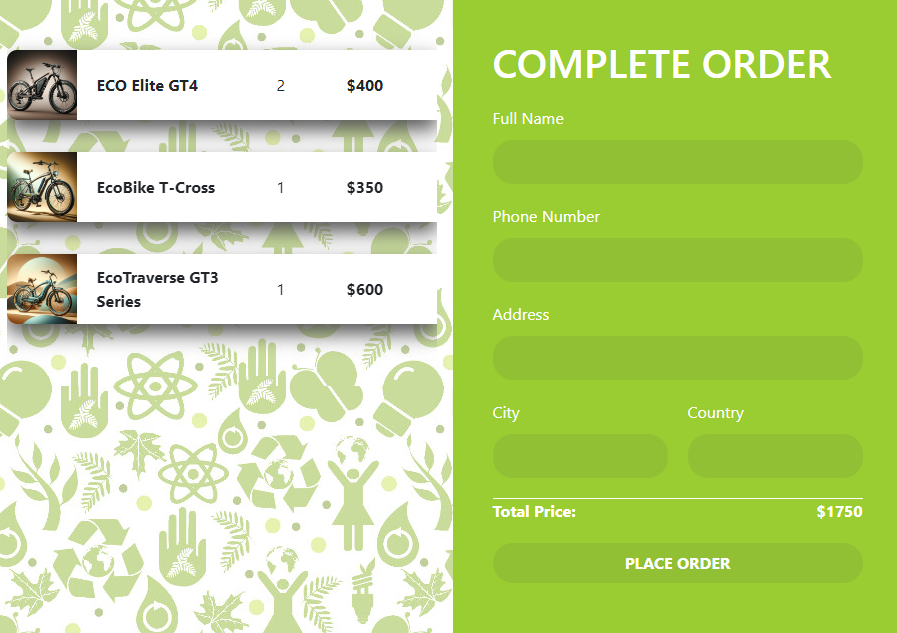 ECO Elite GT4 2 $400
EcoBike T-Cross 1 $350
EcoTraverse GT3
Series 1 $600
COMPLETE ORDER
Full Name
Phone Number
Address
City Country
Total Price: $1750
PLACE ORDER